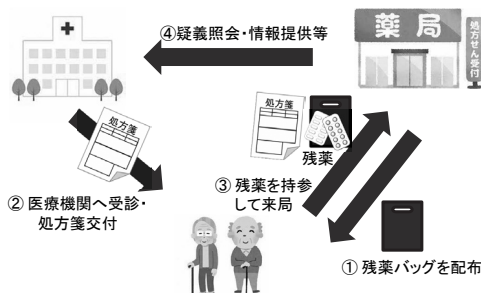 ④疑義照会・情報提供等
薬局
処方せん受付
処方箋
処方箋
残薬
② 医療機関へ受診・
処方箋交付
③ 残薬を持参
して来局
① 残薬バッグを配布